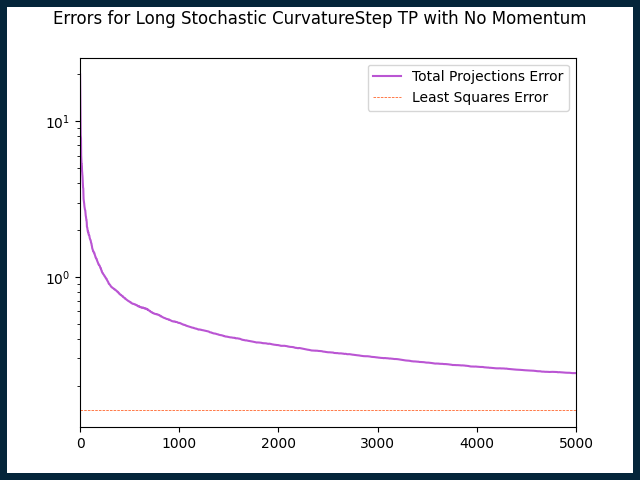 Errors for Long Stochastic CurvatureStep TP with No Momentum
Total Projections Error
Least Squares Error
10¹
10⁰
0 1000 2000 3000 4000 5000